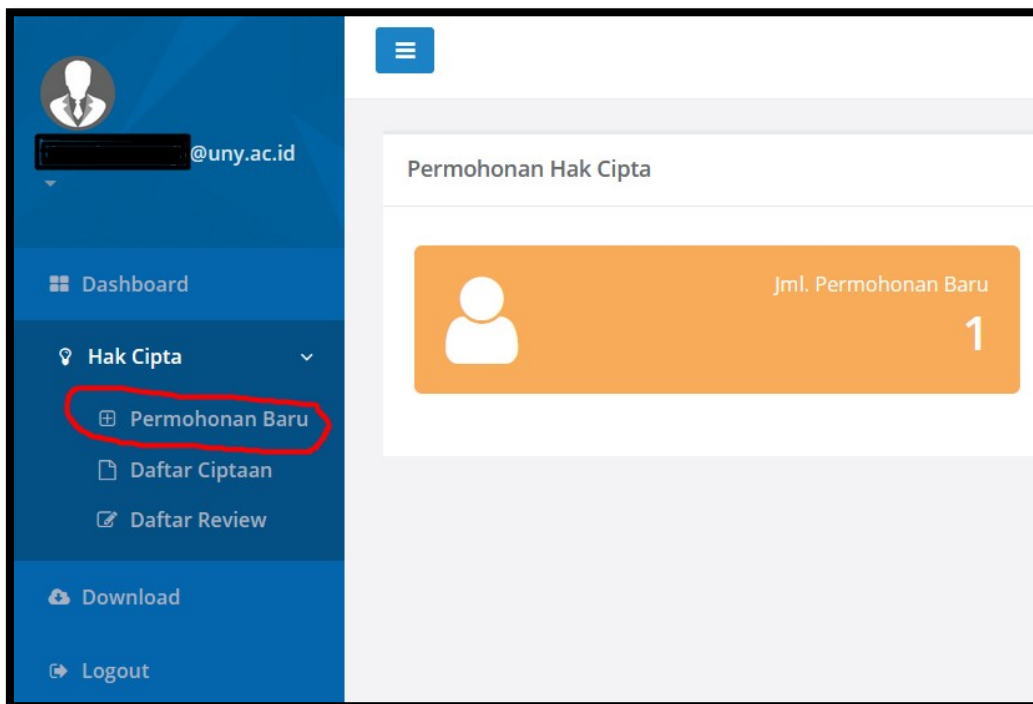 @uny.ac.id
Dashboard
Hak Cipta
Permohonan Baru
Daftar Ciptaan
Daftar Review
Download
Logout
Permohonan Hak Cipta
Jml. Permohonan Baru
1